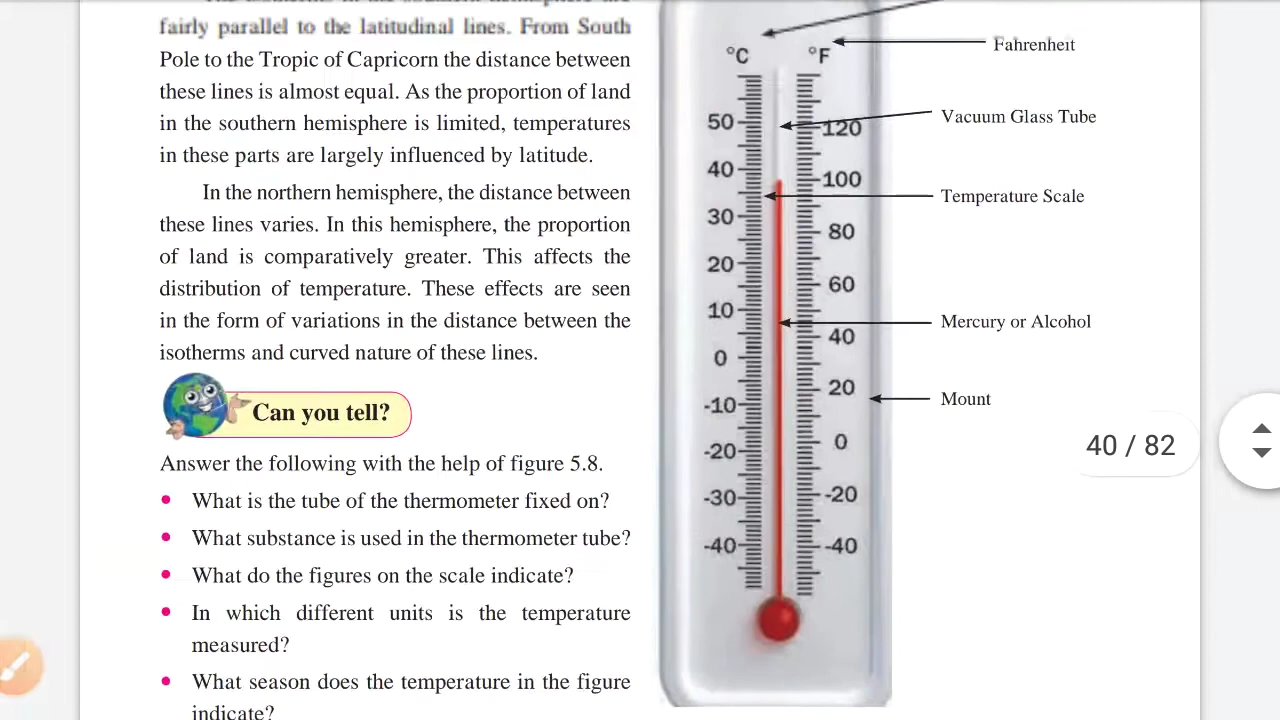 fairly parallel to the latitudinal lines. From South
Pole to the Tropic of Capricorn the distance between
these lines is almost equal. As the proportion of land
in the southern hemisphere is limited, temperatures
in these parts are largely influenced by latitude.
In the northern hemisphere, the distance between
these lines varies. In this hemisphere, the proportion
of land is comparatively greater. This affects the
distribution of temperature. These effects are seen
in the form of variations in the distance between the
isotherms and curved nature of these lines.
Can you tell?
Answer the following with the help of figure 5.8.
• What is the tube of the thermometer fixed on?
• What substance is used in the thermometer tube?
• What do the figures on the scale indicate?
• In which different units is the temperature
measured?
• What season does the temperature in the figure
indicate?
°C
°F
50
40
30
20
10
0
-10
-20
-30
-40
120
100
80
60
40
20
0
-20
-40
Fahrenheit
Vacuum Glass Tube
Temperature Scale
Mercury or Alcohol
Mount
40 / 82